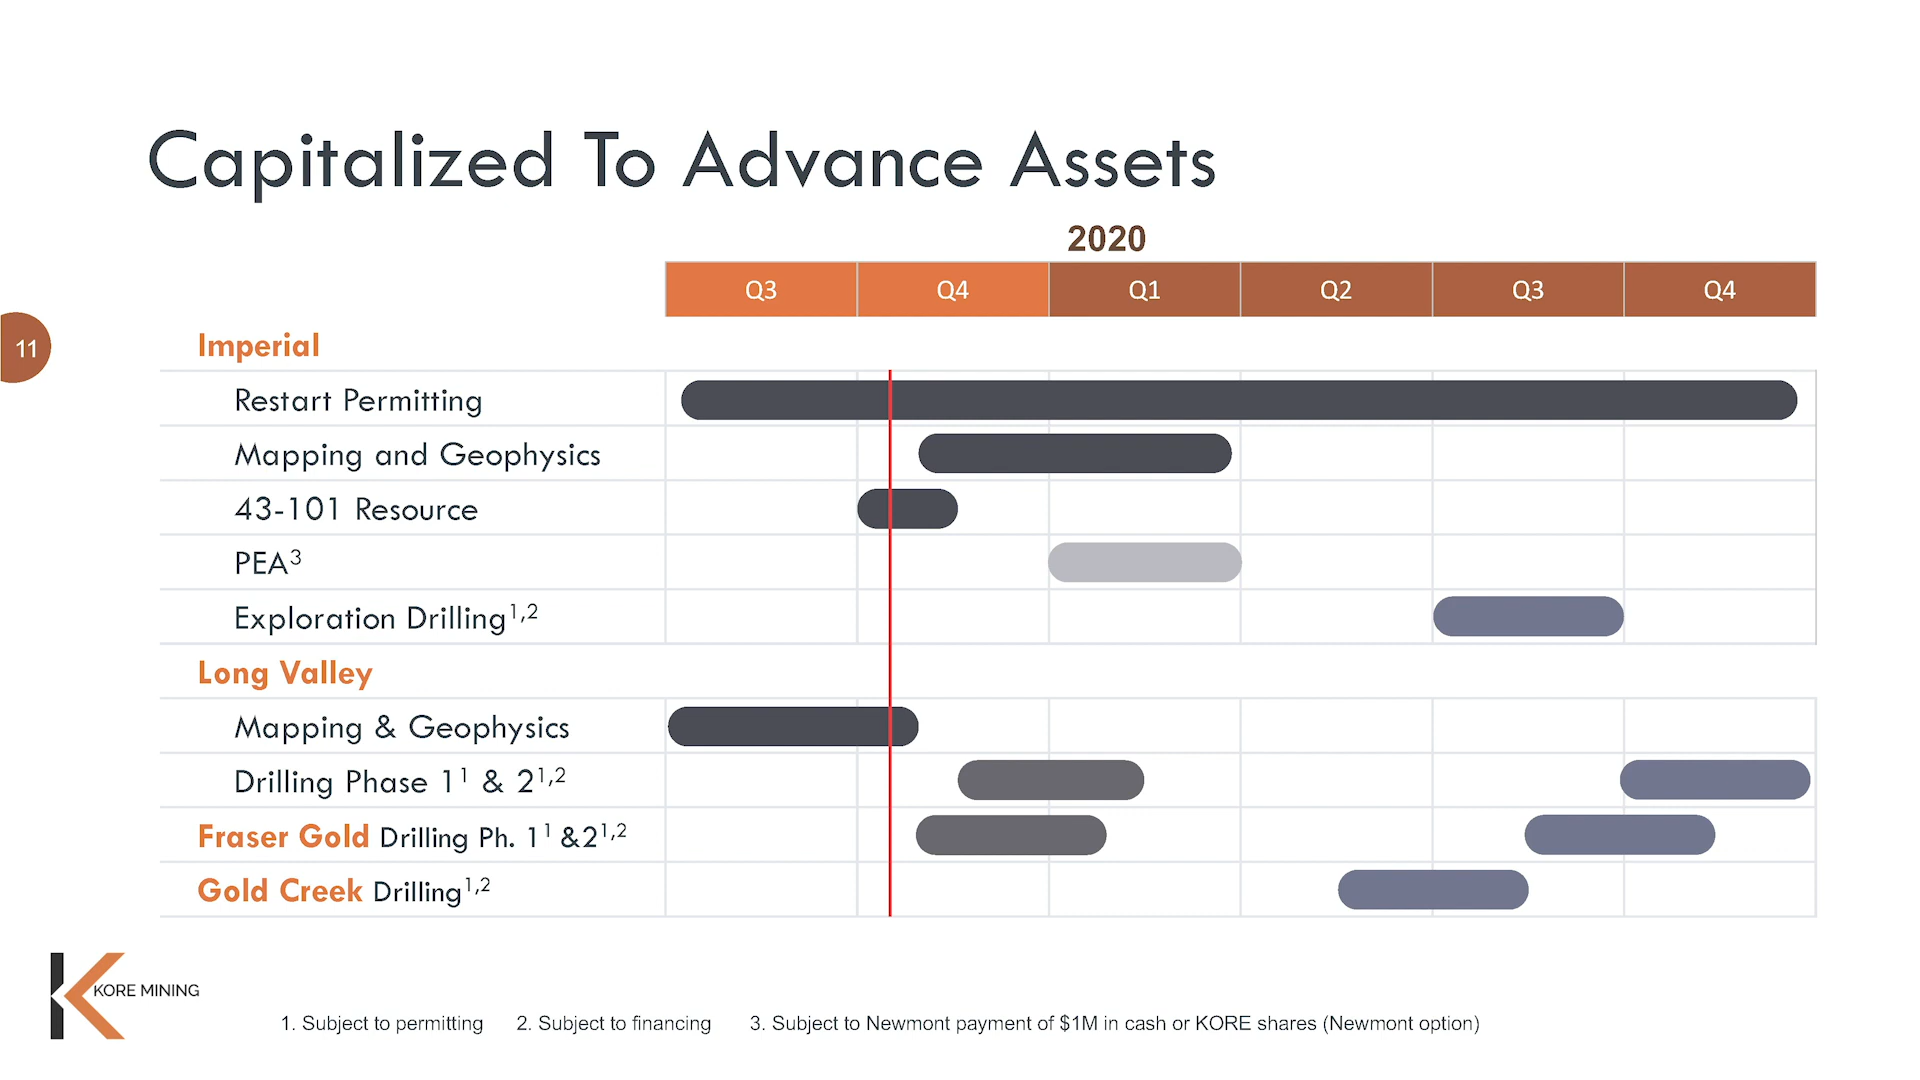 Capitalized To Advance Assets
2020
Q3 Q4 Q1 Q2 Q3 Q4
11
Imperial
Restart Permitting
Mapping and Geophysics
43-101 Resource
PEA³
Exploration Drilling¹,²
Long Valley
Mapping & Geophysics
Drilling Phase 1¹ & 2¹,²
Fraser Gold Drilling Ph. 1¹ &2¹,²
Gold Creek Drilling¹,²
KORE MINING
1. Subject to permitting 2. Subject to financing 3. Subject to Newmont payment of $1M in cash or KORE shares (Newmont option)